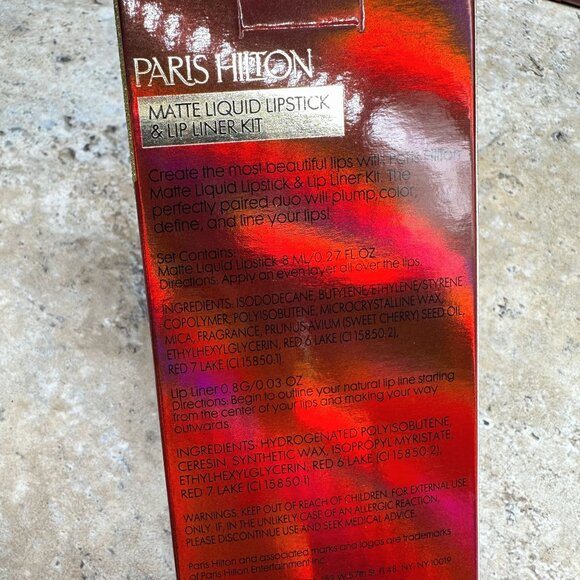 PARIS HILTON
MATTE LIQUID LIPSTICK
& LIP LINER KIT
Create the most beautiful lips with Paris Hilton
Matte Liquid Lipstick & Lip Liner Kit. The
perfectly paired duo will plump, color,
define, and line your lips!
Set Contains:
Matte Liquid Lipstick 8 ML/0.27 FL.OZ
Directions: Apply an even layer all over the lips.
INGREDIENTS: ISODODECANE, BUTYENE/ETHYLENE/STYRENE
COPOLYMER, POLYISOBUTENE, MICROCRYSTALLINE WAX,
MICA, FRAGRANCE, PRUNUS AVIUM (SWEET CHERRY) SEED OIL,
ETHYLHEXYLGLYCERIN, RED 6 LAKE (CI 15850:2),
RED 7 LAKE (CI 15850:1).
Lip Liner 0.8G/0.03 OZ
Directions: Begin to outline your natural lip line starting
from the center of your lips and making your way
outwards.
INGREDIENTS: HYDROGENATED POLYISOBUTENE,
CERESIN, SYNTHETIC WAX, ISOPROPYL MYRISTATE,
ETHYLHEXYLGLYCERIN, RED 6 LAKE (CI 15850:2),
RED 7 LAKE (CI 15850:1).
WARNINGS: KEEP OUT OF REACH OF CHILDREN. FOR EXTERNAL USE
ONLY. IF, IN THE UNLIKELY CASE OF AN ALLERGIC REACTION,
PLEASE DISCONTINUE USE AND SEEK MEDICAL ADVICE.
Paris Hilton and associated marks and logos are trademarks
of Paris Hilton Entertainment Inc.
W 57th St. Fl. 48, NY, NY, 10019